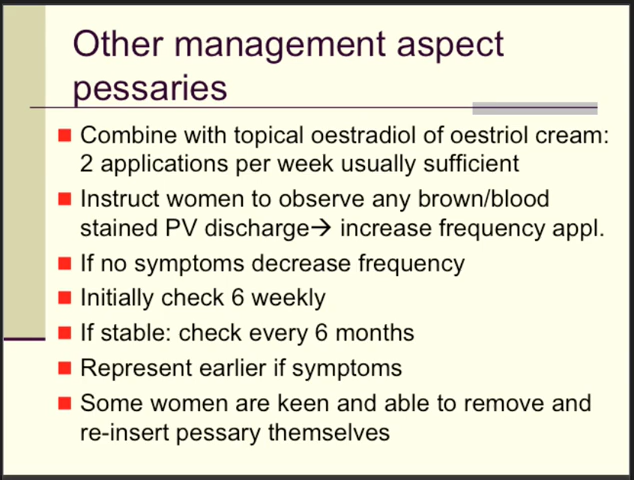 Other management aspect
pessaries
Combine with topical oestradiol of oestriol cream:
2 applications per week usually sufficient
Instruct women to observe any brown/blood
stained PV discharge→ increase frequency appl.
If no symptoms decrease frequency
Initially check 6 weekly
If stable: check every 6 months
Represent earlier if symptoms
Some women are keen and able to remove and
re-insert pessary themselves